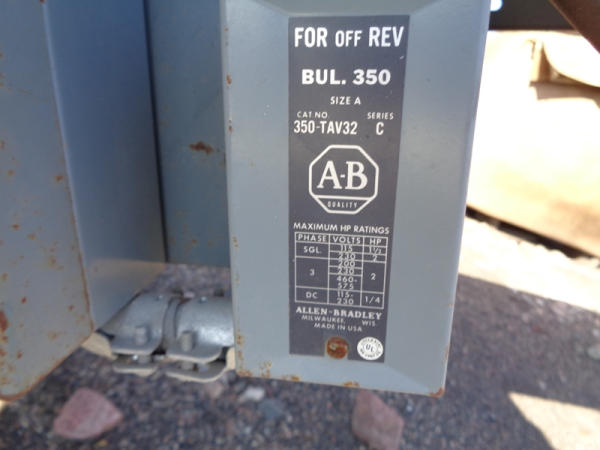 FOR OFF REV
BUL. 350
SIZE A
CAT NO. SERIES
350-TAV32 C
A-B
QUALITY
MAXIMUM HP RATINGS
PHASE VOLTS HP
SGL. 115 1½
230 2
200
3 230 2
460-
575
DC 115- 1/4
230
ALLEN-BRADLEY
MILWAUKEE, WIS.
MADE IN USA
UL